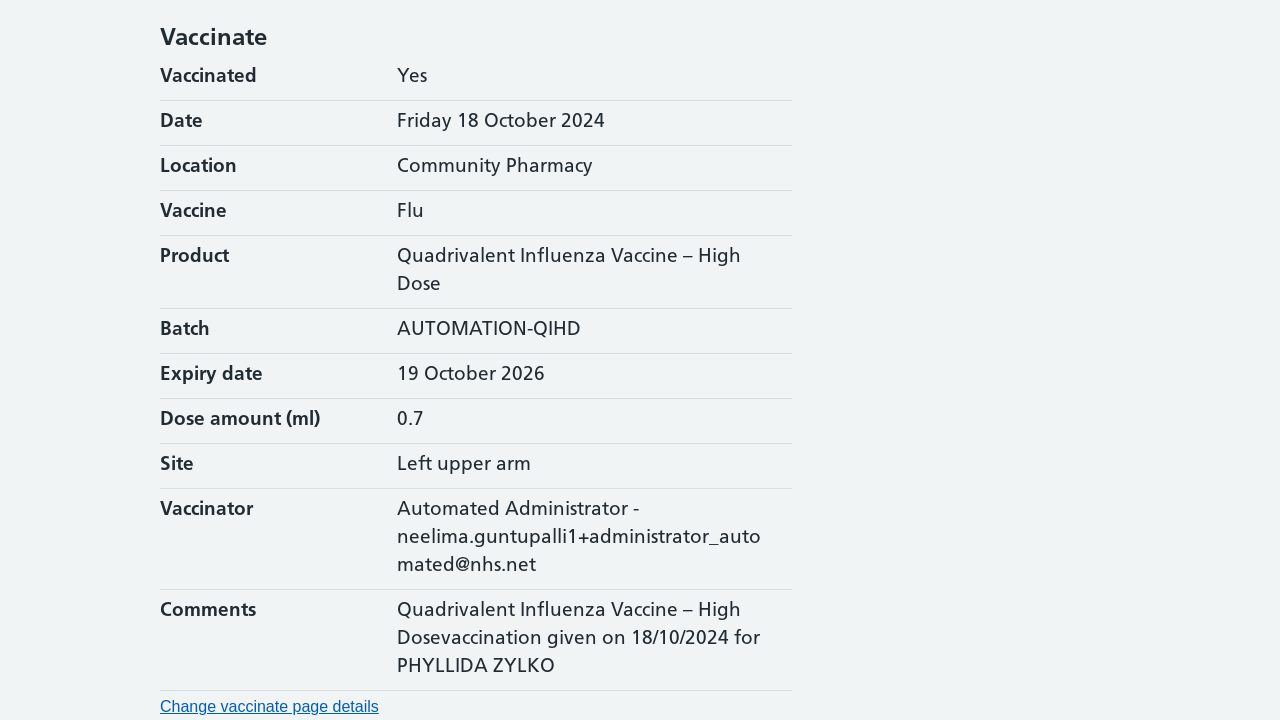 Vaccinate
Vaccinated Yes
Date Friday 18 October 2024
Location Community Pharmacy
Vaccine Flu
Product Quadrivalent Influenza Vaccine – High
Dose
Batch AUTOMATION-QIHD
Expiry date 19 October 2026
Dose amount (ml) 0.7
Site Left upper arm
Vaccinator Automated Administrator -
neelima.guntupalli1+administrator_auto
mated@nhs.net
Comments Quadrivalent Influenza Vaccine – High
Dosevaccination given on 18/10/2024 for
PHYLLIDA ZYLKO
Change vaccinate page details